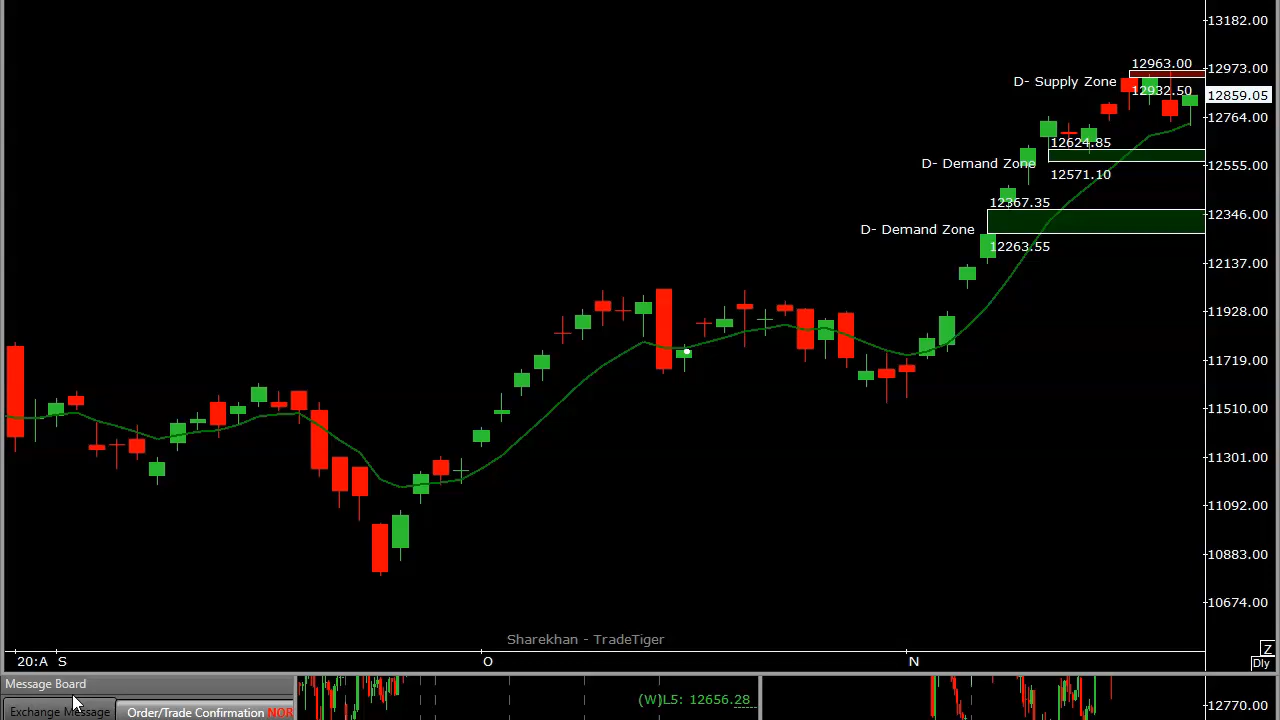 13182.00
12963.00
12973.00
D- Supply Zone
12932.50
12859.05
12764.00
12624.85
D- Demand Zone
12555.00
12571.10
12367.35
12346.00
D- Demand Zone
12263.55
12137.00
11928.00
11719.00
11510.00
11301.00
11092.00
10883.00
10674.00
Sharekhan - TradeTiger
20:A S O N
Z
Dly
Message Board
(W)L5: 12656.28
12770.00
Exchange Message Order/Trade Confirmation NOR